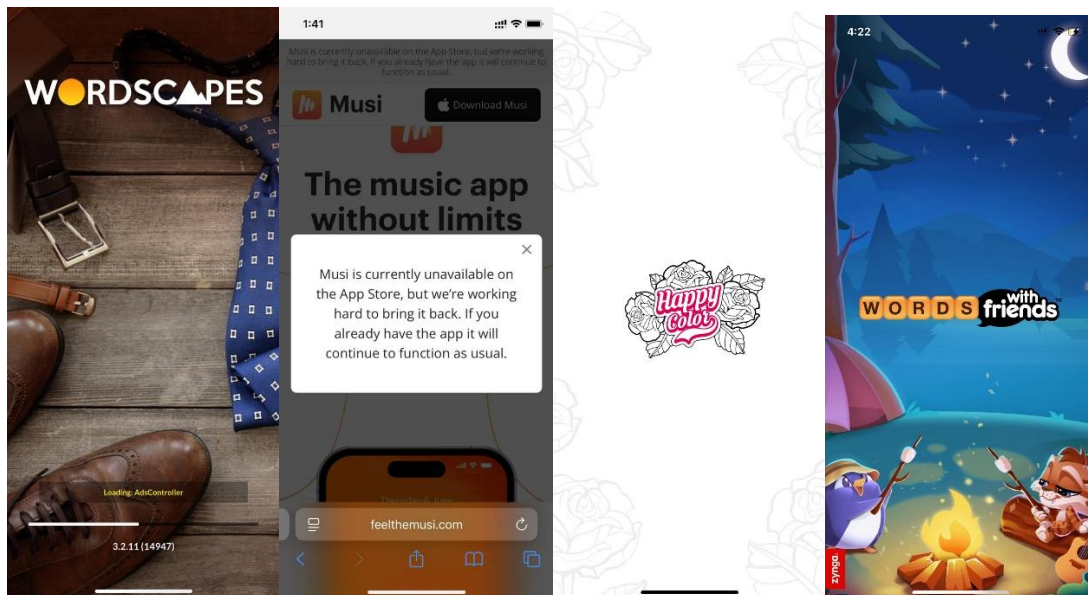 WORDSCAPES
Loading: AdsController
3.2.11 (14947)
1:41
Musi is currently unavailable on the App Store, but we're working
hard to bring it back. If you already have the app it will continue to
function as usual.
Musi
Download Musi
The music app
without limits
Musi is currently unavailable on
the App Store, but we're working
hard to bring it back. If you
already have the app it will
continue to function as usual.
Thursday 6 June
feelthemusi.com
Happy
Color
4:22
WORDS with
friends
zynga